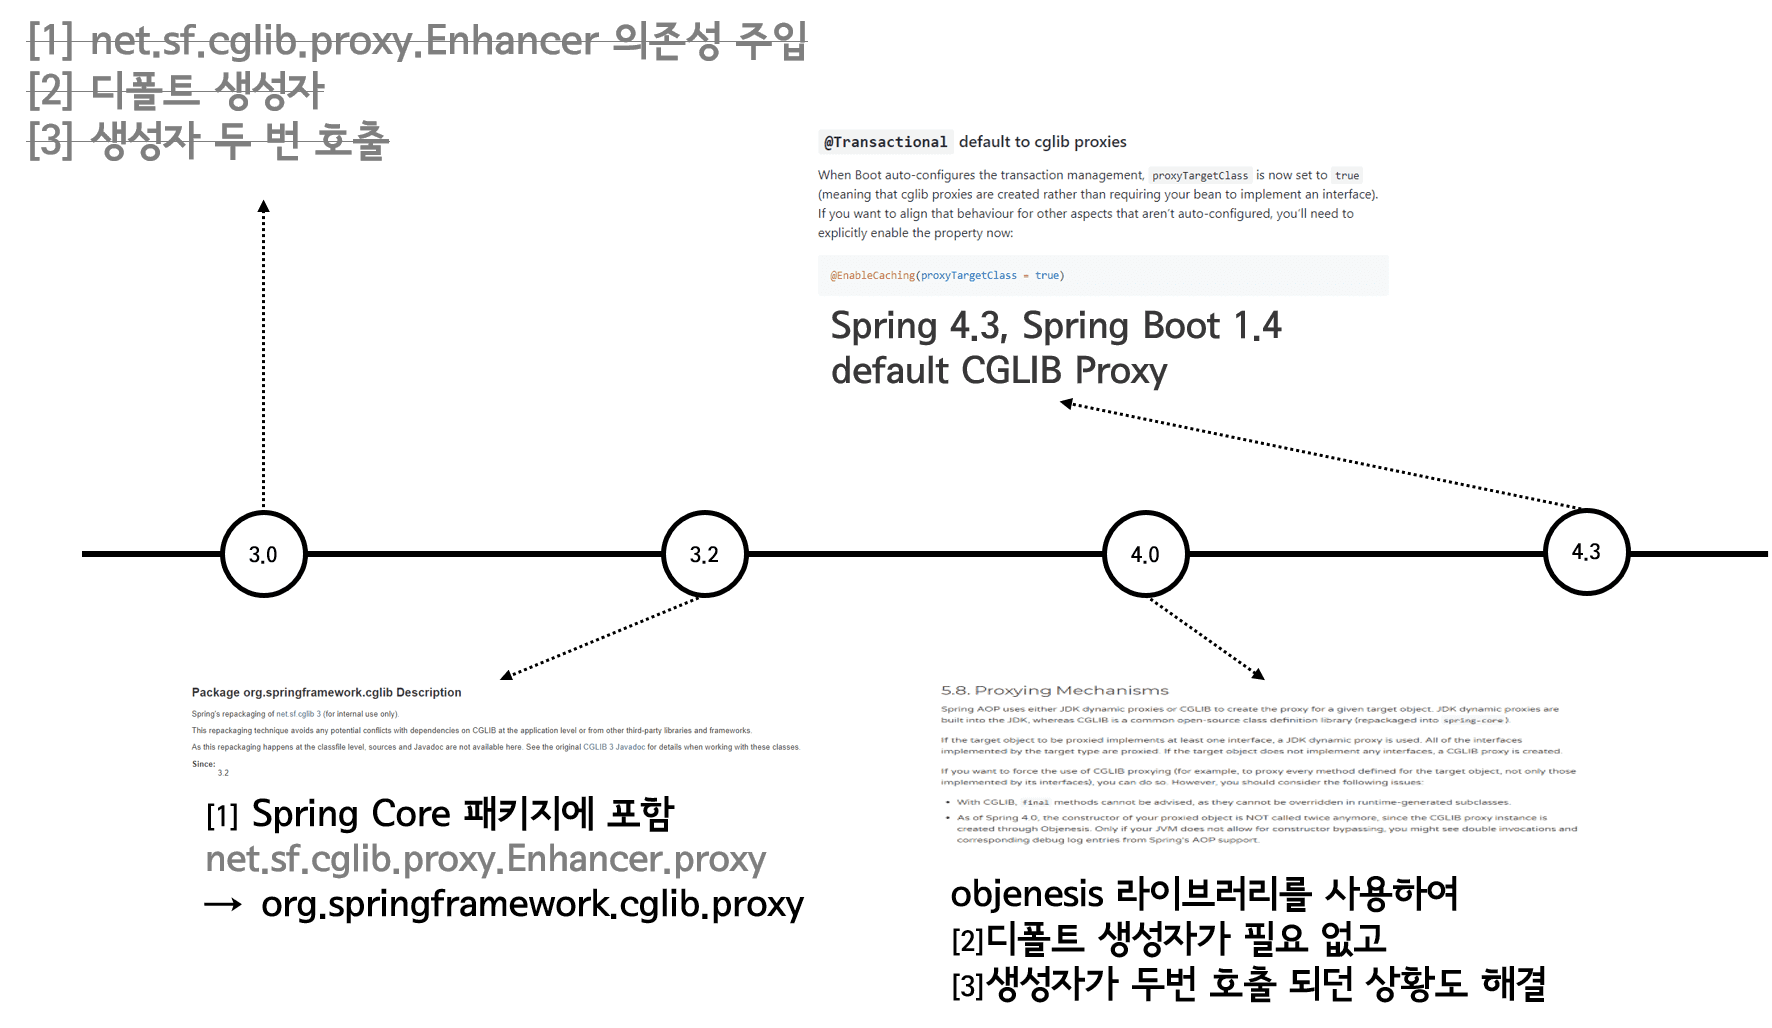 [1] net.sf.cglib.proxy.Enhancer 의존성 주입
[2] 디폴트 생성자
[3] 생성자 두 번 호출
@Transactional default to cglib proxies
When Boot auto-configures the transaction management, proxyTargetClass is now set to true
(meaning that cglib proxies are created rather than requiring your bean to implement an interface).
If you want to align that behaviour for other aspects that aren't auto-configured, you'll need to
explicitly enable the property now:
@EnableCaching(proxyTargetClass = true)
Spring 4.3, Spring Boot 1.4
default CGLIB Proxy
3.0
3.2
4.0
4.3
Package org.springframework.cglib Description
Spring's repackaging of net.sf.cglib 3 (for internal use only).
This repackaging technique avoids any potential conflicts with dependencies on CGLIB at the application level or from other third-party libraries and frameworks.
As this repackaging happens at the classfile level, sources and Javadoc are not available here. See the original CGLIB 3 Javadoc for details when working with these classes.
Since:
3.2
[1] Spring Core 패키지에 포함
net.sf.cglib.proxy.Enhancer.proxy
→ org.springframework.cglib.proxy
5.8. Proxying Mechanisms
Spring AOP uses either JDK dynamic proxies or CGLIB to create the proxy for a given target object. JDK dynamic proxies are
built into the JDK, whereas CGLIB is a common open-source class definition library (repackaged into spring-core).
If the target object to be proxied implements at least one interface, a JDK dynamic proxy is used. All of the interfaces
implemented by the target type are proxied. If the target object does not implement any interfaces, a CGLIB proxy is created.
If you want to force the use of CGLIB proxying (for example, to proxy every method defined for the target object, not only those
implemented by its interfaces), you can do so. However, you should consider the following issues:
• With CGLIB, final methods cannot be advised, as they cannot be overridden in runtime-generated subclasses.
• As of Spring 4.0, the constructor of your proxied object is NOT called twice anymore, since the CGLIB proxy instance is
created through Objenesis. Only if your JVM does not allow for constructor bypassing, you might see double invocations and
corresponding debug log entries from Spring's AOP support.
objenesis 라이브러리를 사용하여
[2]디폴트 생성자가 필요 없고
[3]생성자가 두번 호출 되던 상황도 해결